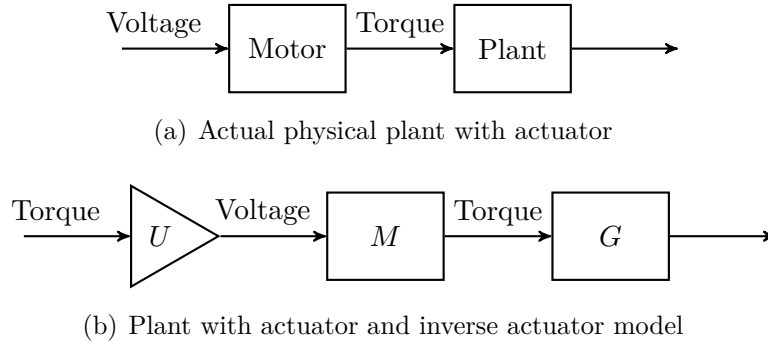 Voltage
Motor
Torque
Plant
(a) Actual physical plant with actuator
Torque
U
Voltage
M
Torque
G
(b) Plant with actuator and inverse actuator model